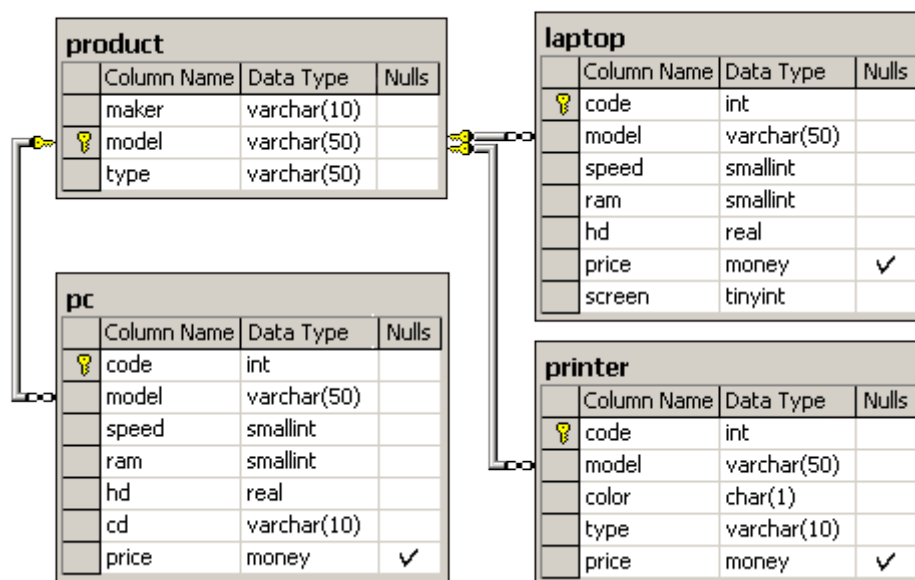 product
Column Name Data Type Nulls
maker varchar(10)
model varchar(50)
type varchar(50)
laptop
Column Name Data Type Nulls
code int
model varchar(50)
speed smallint
ram smallint
hd real
price money ✓
screen tinyint
pc
Column Name Data Type Nulls
code int
model varchar(50)
speed smallint
ram smallint
hd real
cd varchar(10)
price money ✓
printer
Column Name Data Type Nulls
code int
model varchar(50)
color char(1)
type varchar(10)
price money ✓